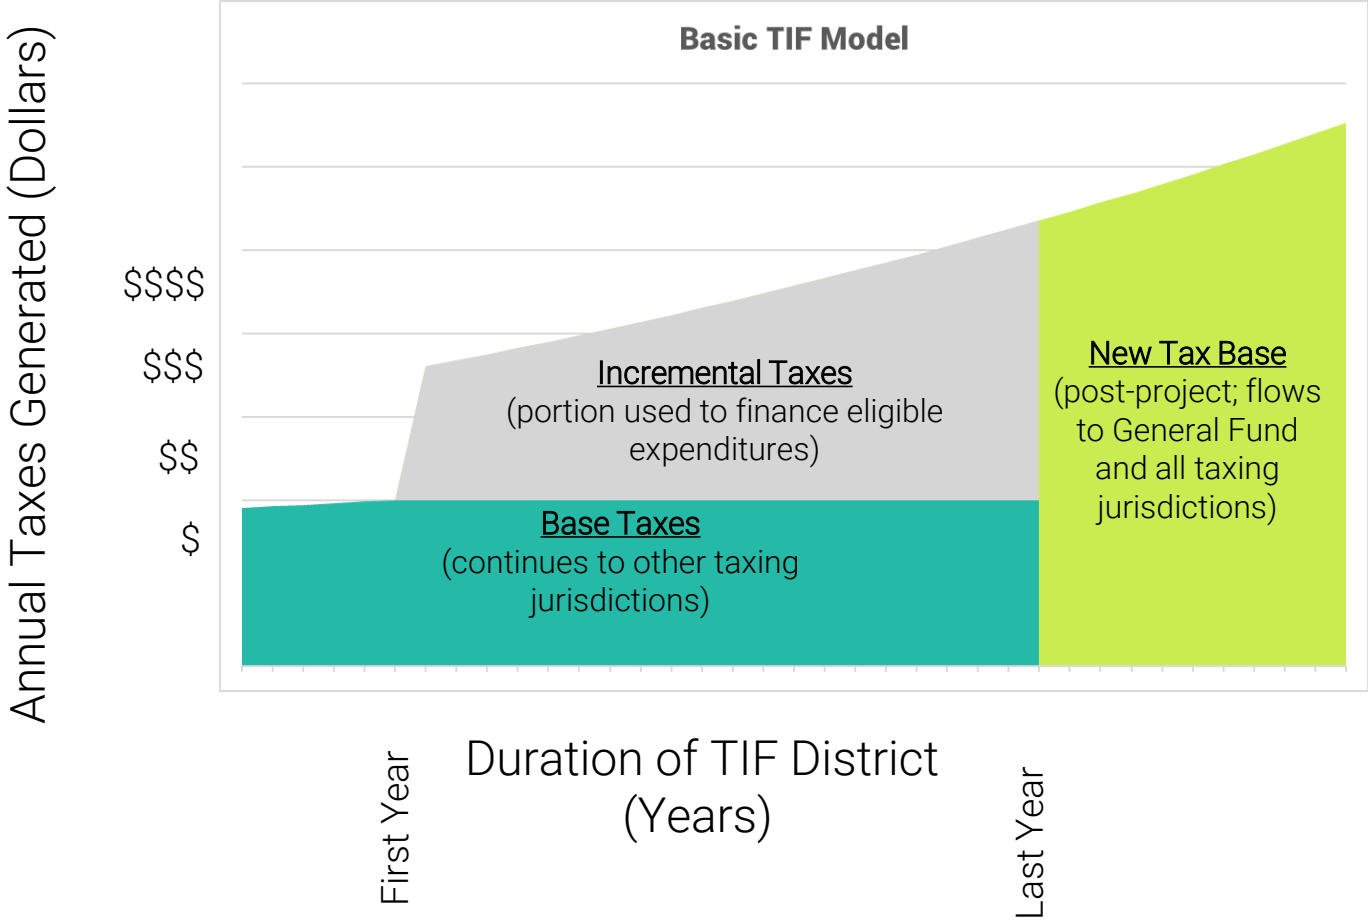 Basic TIF Model
Annual Taxes Generated (Dollars)
$$$$
$$$
$$
$
Incremental Taxes
(portion used to finance eligible
expenditures)
New Tax Base
(post-project; flows
to General Fund
and all taxing
jurisdictions)
Base Taxes
(continues to other taxing
jurisdictions)
First Year
Duration of TIF District
(Years)
Last Year